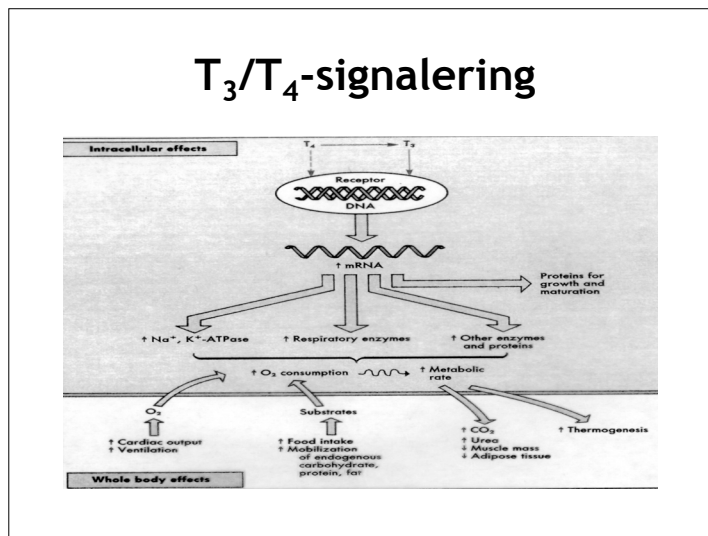 T₃/T₄-signalering
Intracellular effects
T₄ T₃
Receptor
DNA
↑ mRNA
Proteins for
growth and
maturation
↑ Na⁺, K⁺-ATPase
↑ Respiratory enzymes
↑ Other enzymes
and proteins
↑ O₂ consumption
↑ Metabolic
rate
O₂
↑ Cardiac output
↑ Ventilation
Substrates
↑ Food intake
↑ Mobilization
of endogenous
carbohydrate,
protein, fat
↑ CO₂
↑ Urea
↓ Muscle mass
↓ Adipose tissue
↑ Thermogenesis
Whole body effects